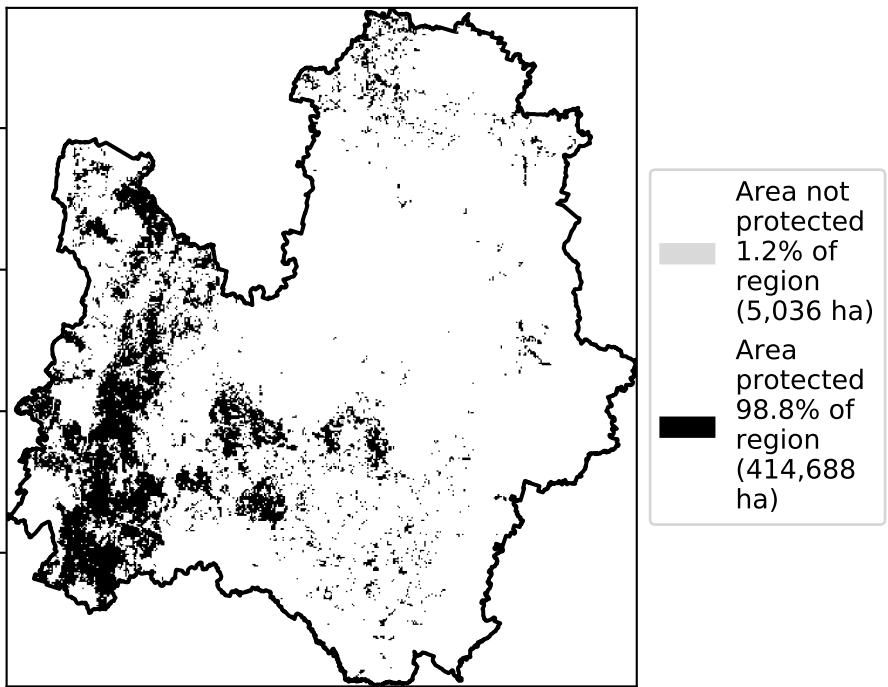 Area not
protected
1.2% of
region
(5,036 ha)
Area
protected
98.8% of
region
(414,688
ha)